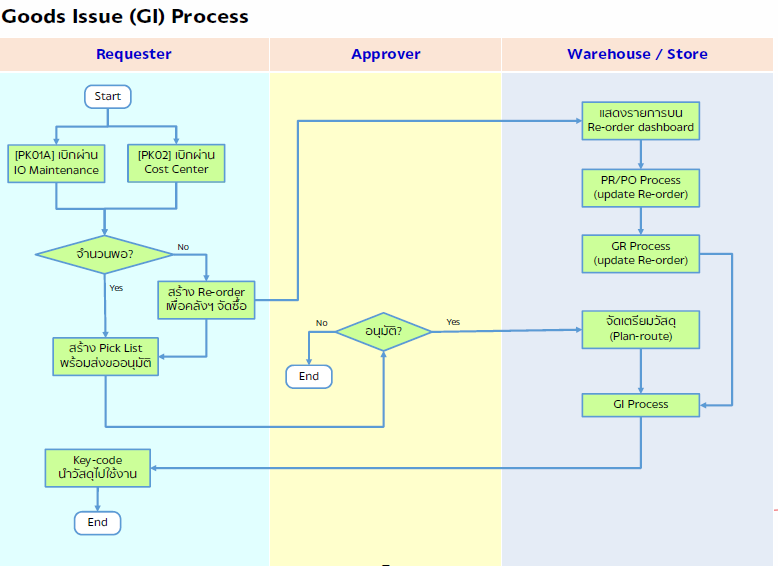 Goods Issue (GI) Process
Requester
Approver
Warehouse / Store
Start
[PK01A] เบิกผ่าน
IO Maintenance
[PK02] เบิกผ่าน
Cost Center
จำนวนพอ?
No
Yes
สร้าง Re-order
เพื่อคลังฯ จัดซื้อ
สร้าง Pick List
พร้อมส่งขออนุมัติ
Key-code
นำวัสดุไปใช้งาน
End
อนุมัติ?
No
Yes
End
แสดงรายการบน
Re-order dashboard
PR/PO Process
(update Re-order)
GR Process
(update Re-order)
จัดเตรียมวัสดุ
(Plan-route)
GI Process